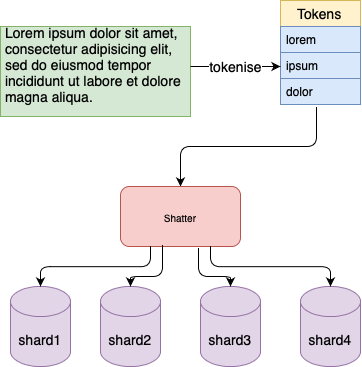 Lorem ipsum dolor sit amet,
consectetur adipisicing elit,
sed do eiusmod tempor
incididunt ut labore et dolore
magna aliqua.
tokenise
Tokens
lorem
ipsum
dolor
Shatter
shard1
shard2
shard3
shard4